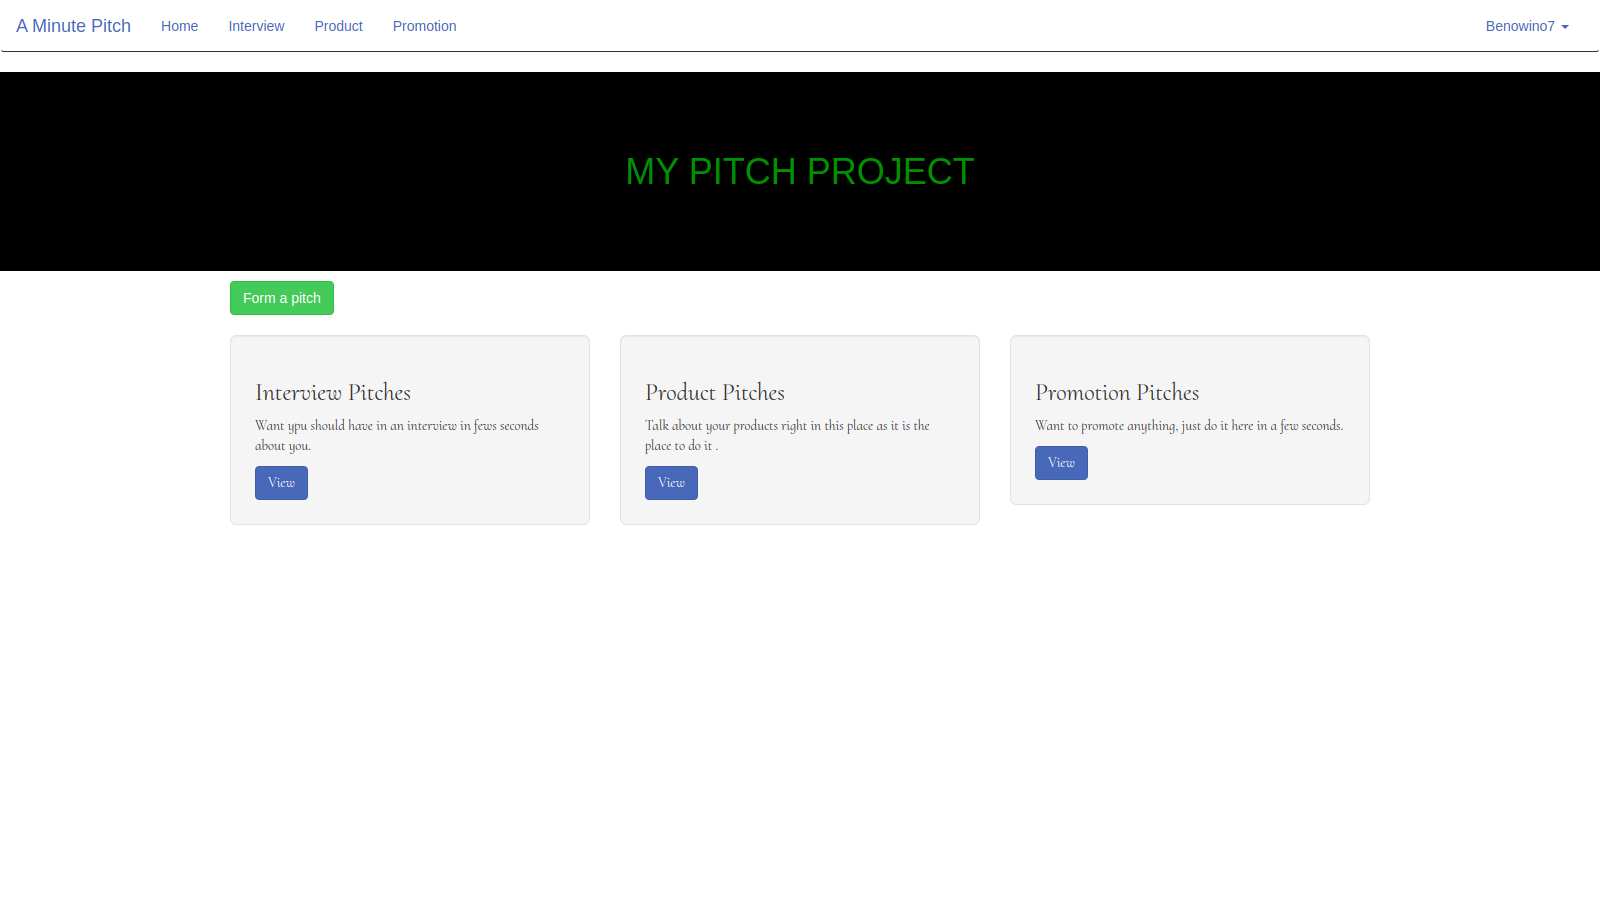 A Minute Pitch Home Interview Product Promotion Benowino7
MY PITCH PROJECT
Form a pitch
Interview Pitches
Want ypu should have in an interview in fews seconds
about you.
View
Product Pitches
Talk about your products right in this place as it is the
place to do it .
View
Promotion Pitches
Want to promote anything, just do it here in a few seconds.
View